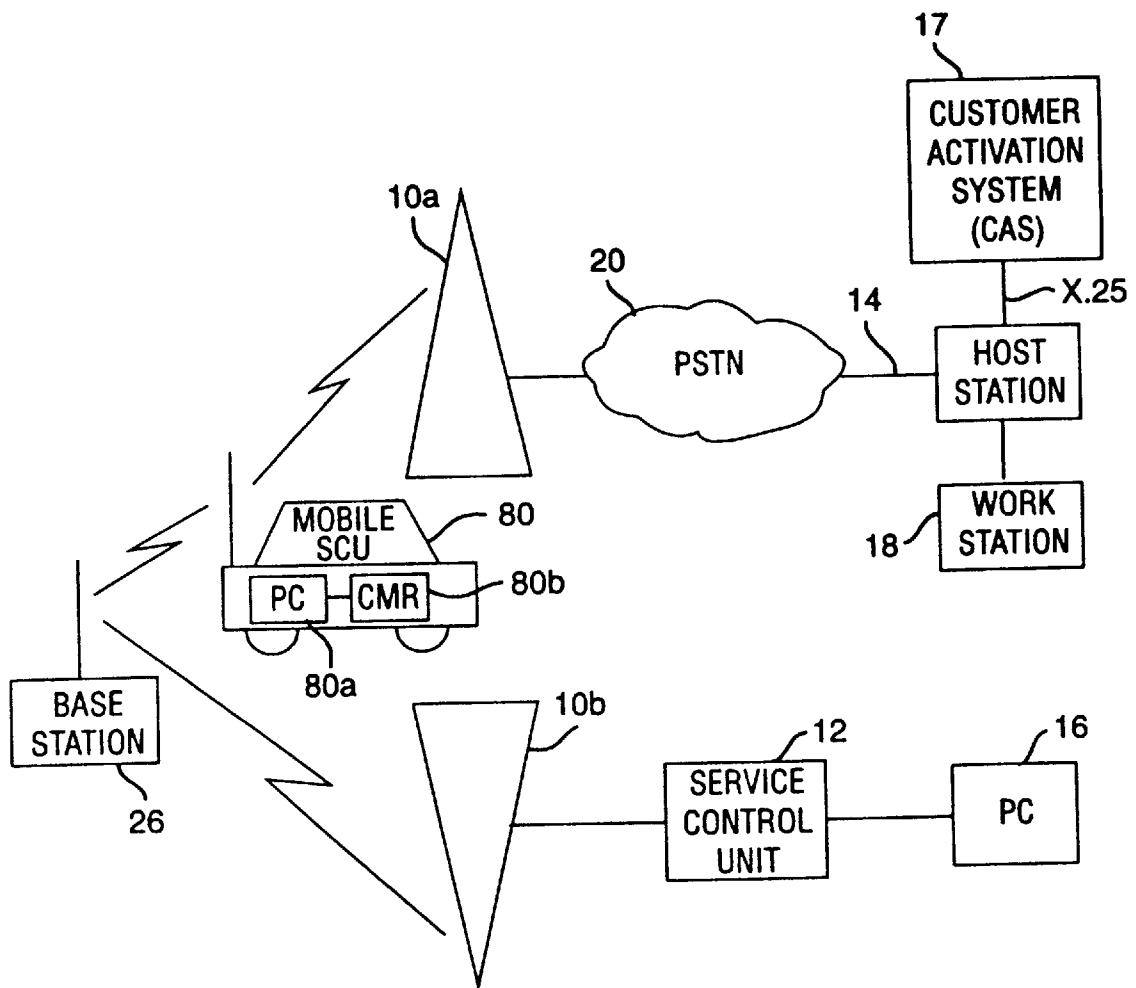 17
CUSTOMER
ACTIVATION
SYSTEM
(CAS)
10a
20
14
X.25
PSTN
HOST
STATION
MOBILE
SCU
80
18
WORK
STATION
PC
CMR
80b
80a
BASE
STATION
26
10b
12
16
SERVICE
CONTROL
UNIT
PC